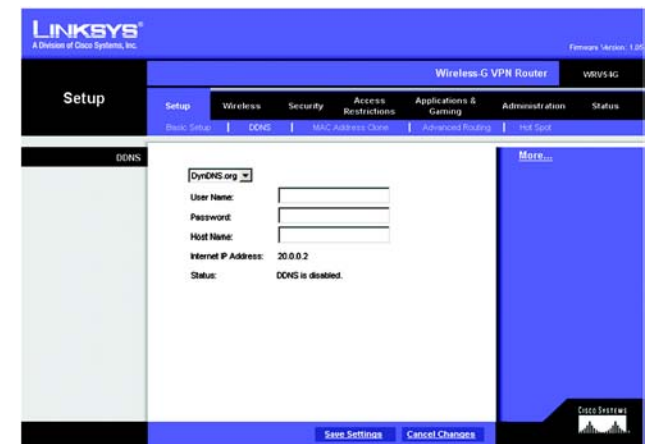 LINKSYS®
A Division of Cisco Systems, Inc.
Firmware Version: 1.05
Wireless-G VPN Router WRV54G
Setup
Setup Wireless Security Access Restrictions Applications & Gaming Administration Status
Basic Setup | DDNS | MAC Address Clone | Advanced Routing | Hot Spot
DDNS
More...
DynDNS.org
User Name:
Password:
Host Name:
Internet IP Address: 20.0.0.2
Status: DDNS is disabled.
Save Settings Cancel Changes
CISCO SYSTEMS